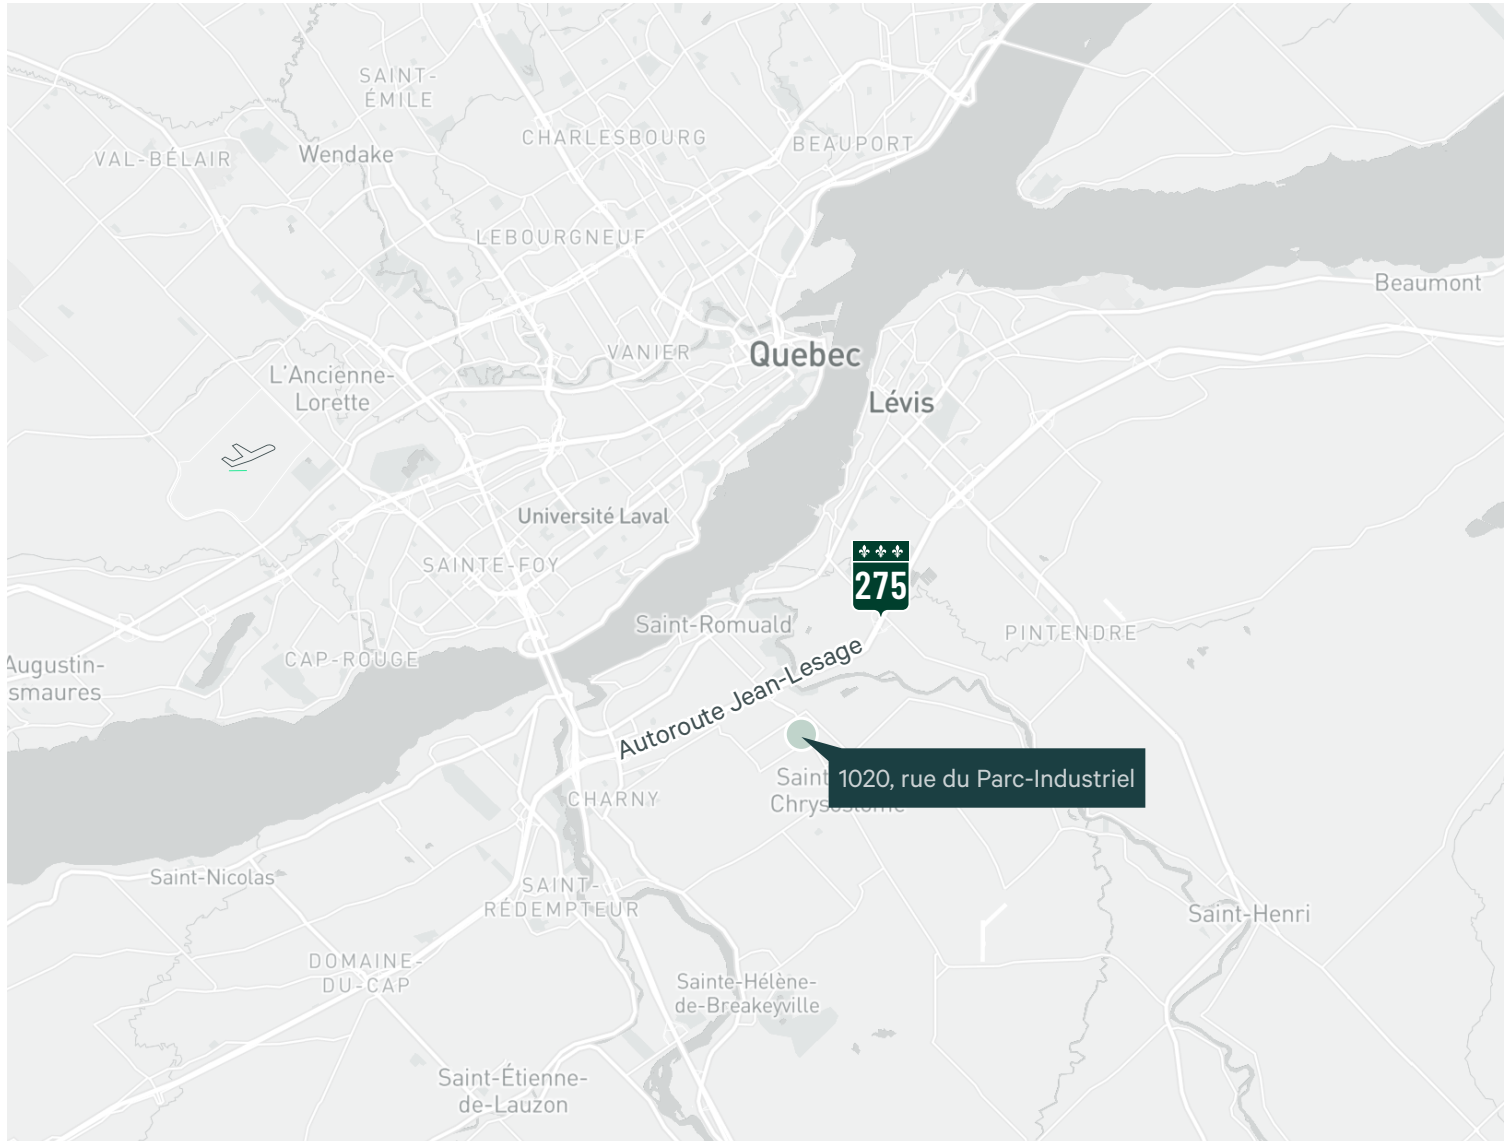 SAINT-
ÉMILE
CHARLESBOURG
BEAUPORT
VAL-BÉLAIR
Wendake
LEBOURGNEUF
Beaumont
VANIER
Quebec
L'Ancienne-
Lorette
Lévis
Université Laval
SAINTE-FOY
275
Saint-Romuald
PINTENDRE
CAP-ROUGE
Augustin-
smaures
Autoroute Jean-Lesage
1020, rue du Parc-Industriel
Saint
Chrysostome
CHARNY
Saint-Nicolas
SAINT-
RÉDEMPTEUR
Saint-Henri
DOMAINE-
DU-CAP
Sainte-Hélène-
de-Breakeyville
Saint-Étienne-
de-Lauzon